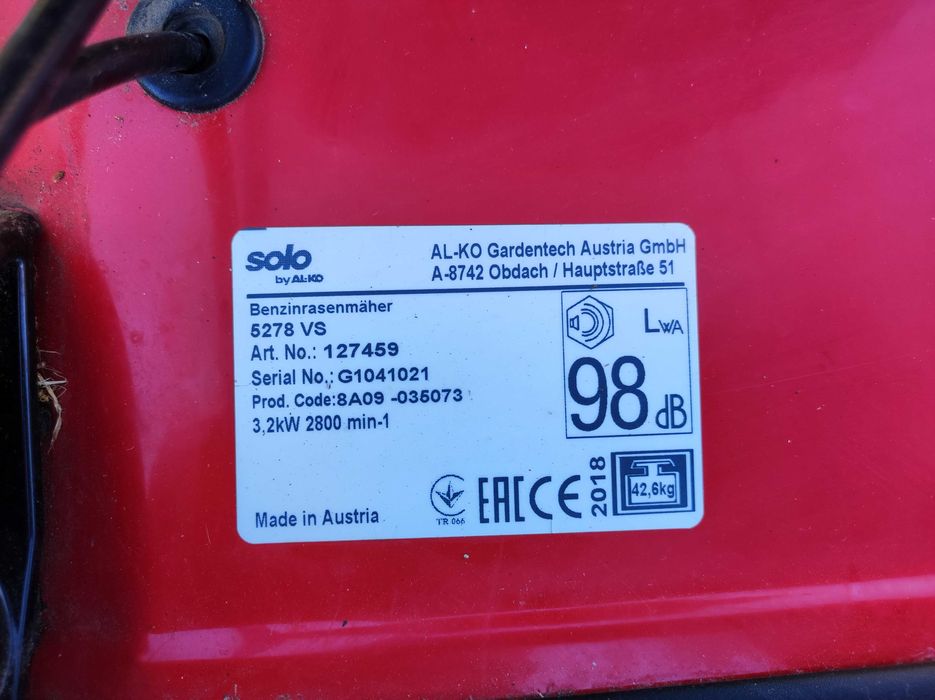 solo
by AL-KO
AL-KO Gardentech Austria GmbH
A-8742 Obdach / Hauptstraße 51
Benzinrasenmäher
5278 VS
Art. No.: 127459
Serial No.: G1041021
Prod. Code:8A09 -035073
3,2kW 2800 min-1
LWA
98 dB
Made in Austria
TR 066
EAC CE
2018
42,6kg